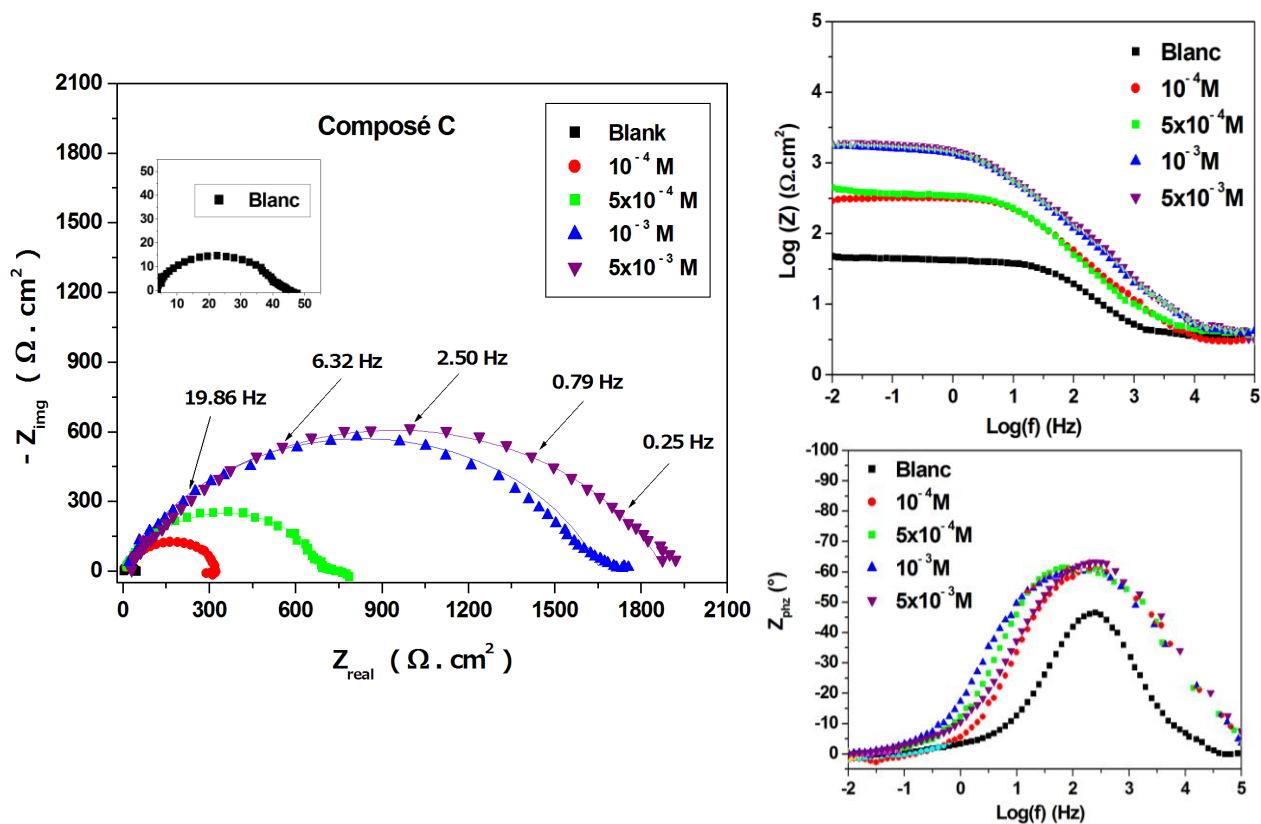 Composé C
Blank
10⁻⁴ M
5x10⁻⁴ M
10⁻³ M
5x10⁻³ M
50
40
30
20
10
0
Blanc
10 20 30 40 50
2100
1800
1500
1200
900
600
300
0
19.86 Hz
6.32 Hz
2.50 Hz
0.79 Hz
0.25 Hz
0 300 600 900 1200 1500 1800 2100
- Z_img ( Ω . cm²)
Z_real ( Ω . cm²)
5
4
3
2
1
0
Blanc
10⁻⁴M
5x10⁻⁴M
10⁻³M
5x10⁻³M
-2 -1 0 1 2 3 4 5
Log (Z) (Ω.cm²)
Log(f) (Hz)
-100
-90
-80
-70
-60
-50
-40
-30
-20
-10
0
Blanc
10⁻⁴M
5x10⁻⁴M
10⁻³M
5x10⁻³M
-2 -1 0 1 2 3 4 5
Z_phz (°)
Log(f) (Hz)